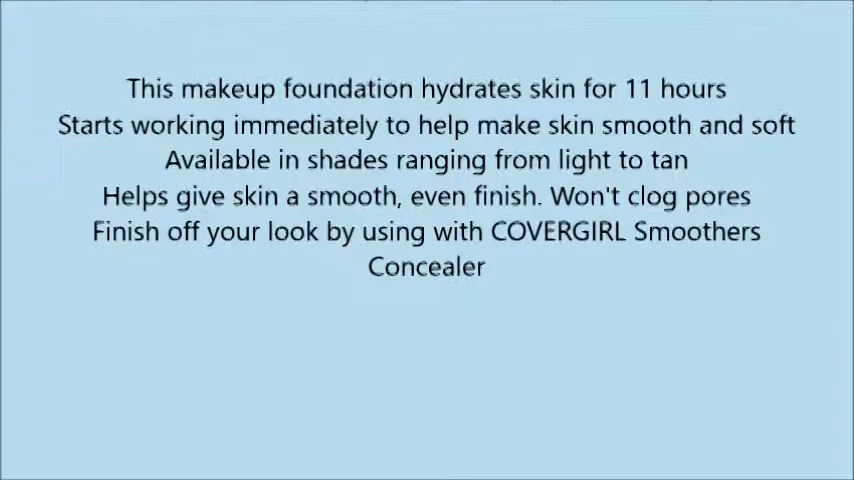 This makeup foundation hydrates skin for 11 hours
Starts working immediately to help make skin smooth and soft
Available in shades ranging from light to tan
Helps give skin a smooth, even finish. Won't clog pores
Finish off your look by using with COVERGIRL Smoothers
Concealer